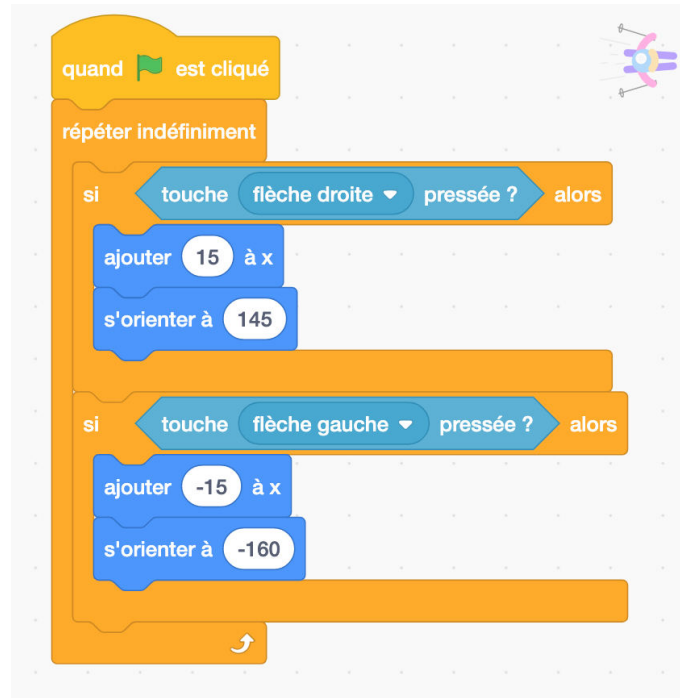 quand est cliqué
répéter indéfiniment
si touche flèche droite pressée ? alors
ajouter 15 à x
s'orienter à 145
si touche flèche gauche pressée ? alors
ajouter -15 à x
s'orienter à -160